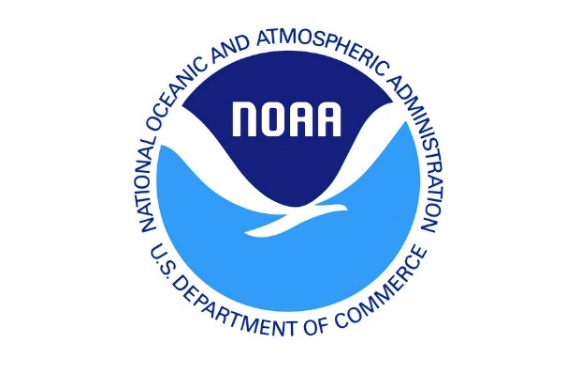 NATIONAL OCEANIC AND ATMOSPHERIC ADMINISTRATION
NOAA
U.S. DEPARTMENT OF COMMERCE